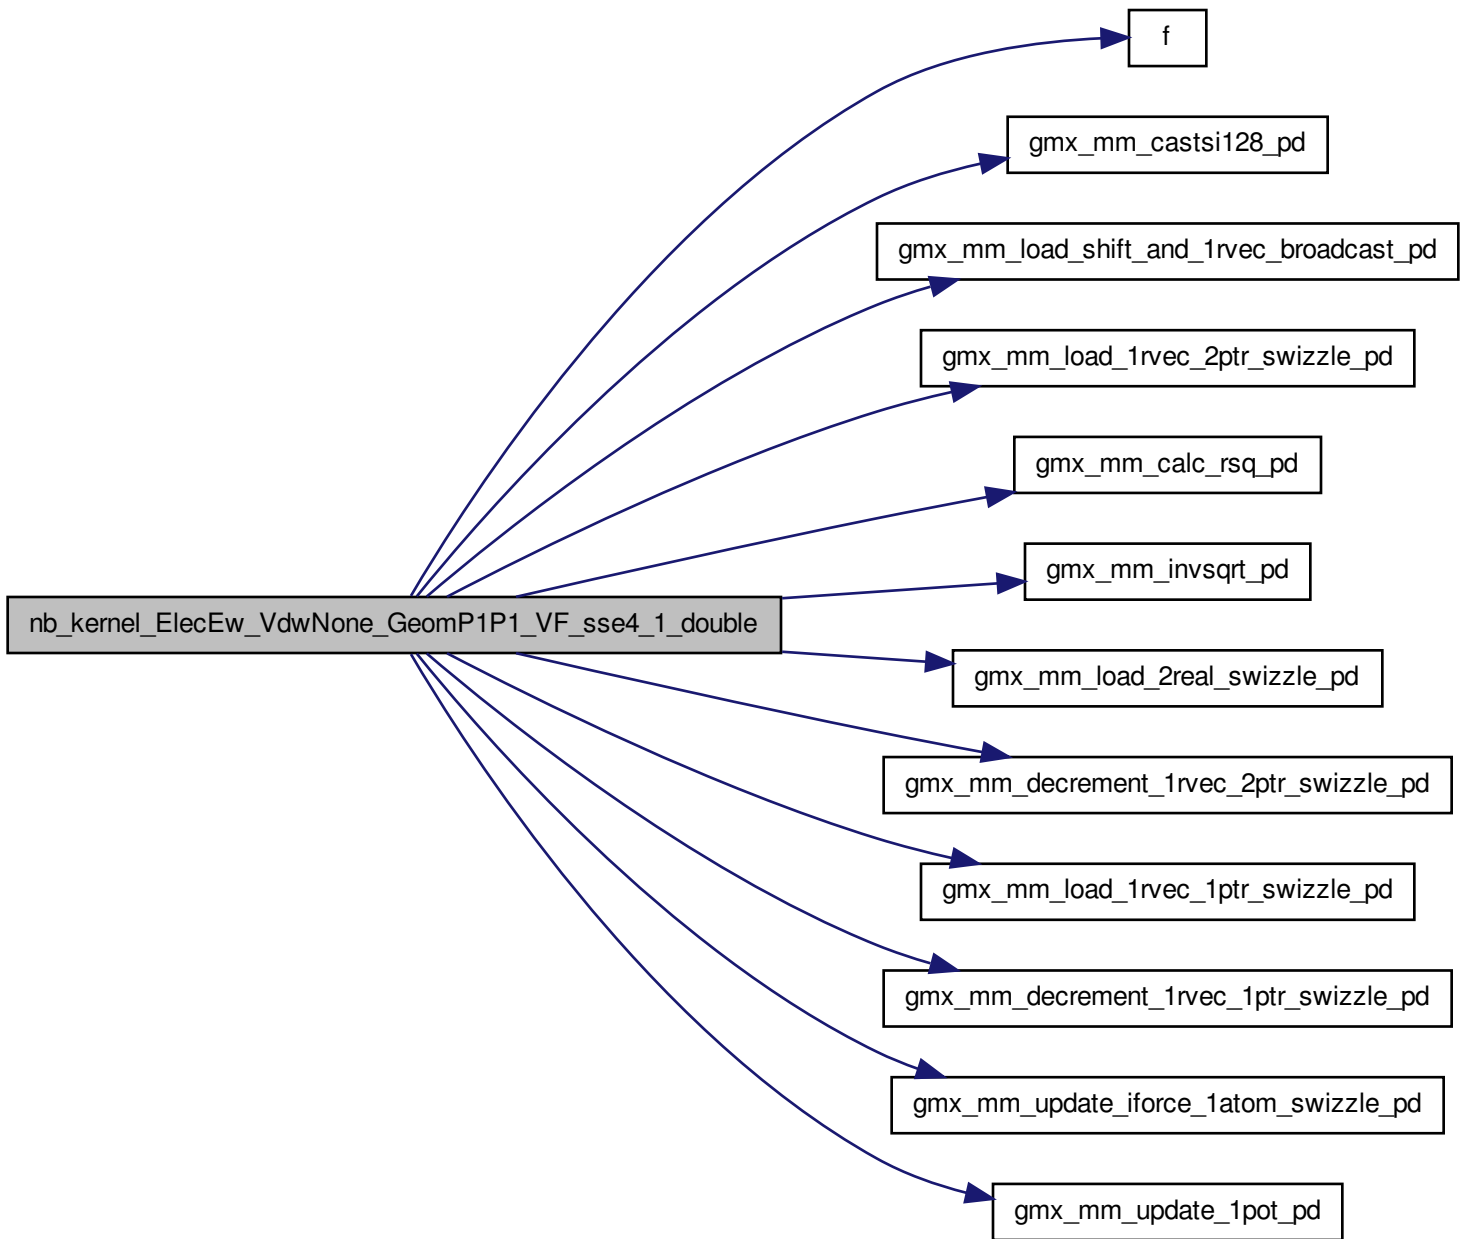 f
gmx_mm_castsi128_pd
gmx_mm_load_shift_and_1rvec_broadcast_pd
gmx_mm_load_1rvec_2ptr_swizzle_pd
gmx_mm_calc_rsq_pd
gmx_mm_invsqrt_pd
nb_kernel_ElecEw_VdwNone_GeomP1P1_VF_sse4_1_double
gmx_mm_load_2real_swizzle_pd
gmx_mm_decrement_1rvec_2ptr_swizzle_pd
gmx_mm_load_1rvec_1ptr_swizzle_pd
gmx_mm_decrement_1rvec_1ptr_swizzle_pd
gmx_mm_update_iforce_1atom_swizzle_pd
gmx_mm_update_1pot_pd